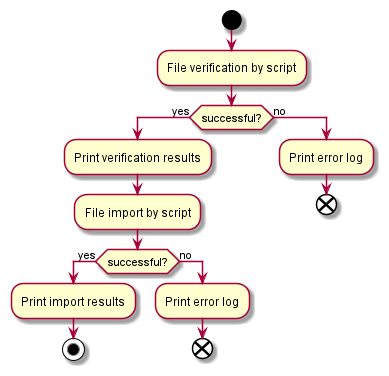 File verification by script
yes
successful?
no
Print verification results
Print error log
File import by script
yes
successful?
no
Print import results
Print error log